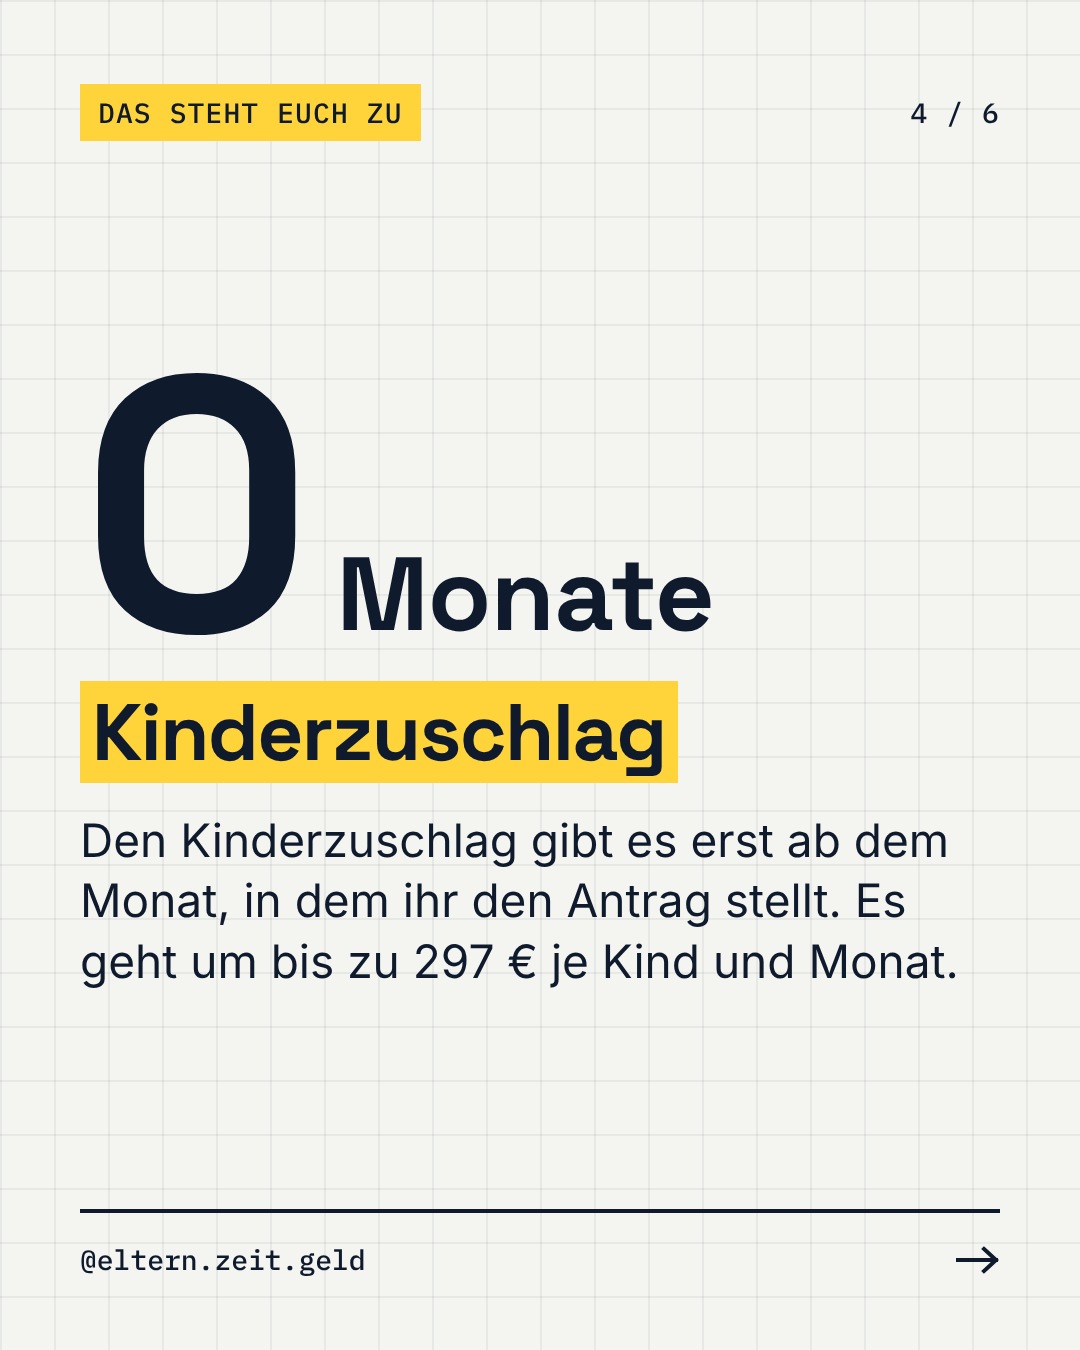 DAS STEHT EUCH ZU
4 / 6
0 Monate
Kinderzuschlag
Den Kinderzuschlag gibt es erst ab dem
Monat, in dem ihr den Antrag stellt. Es
geht um bis zu 297 € je Kind und Monat.
@eltern.zeit.geld →